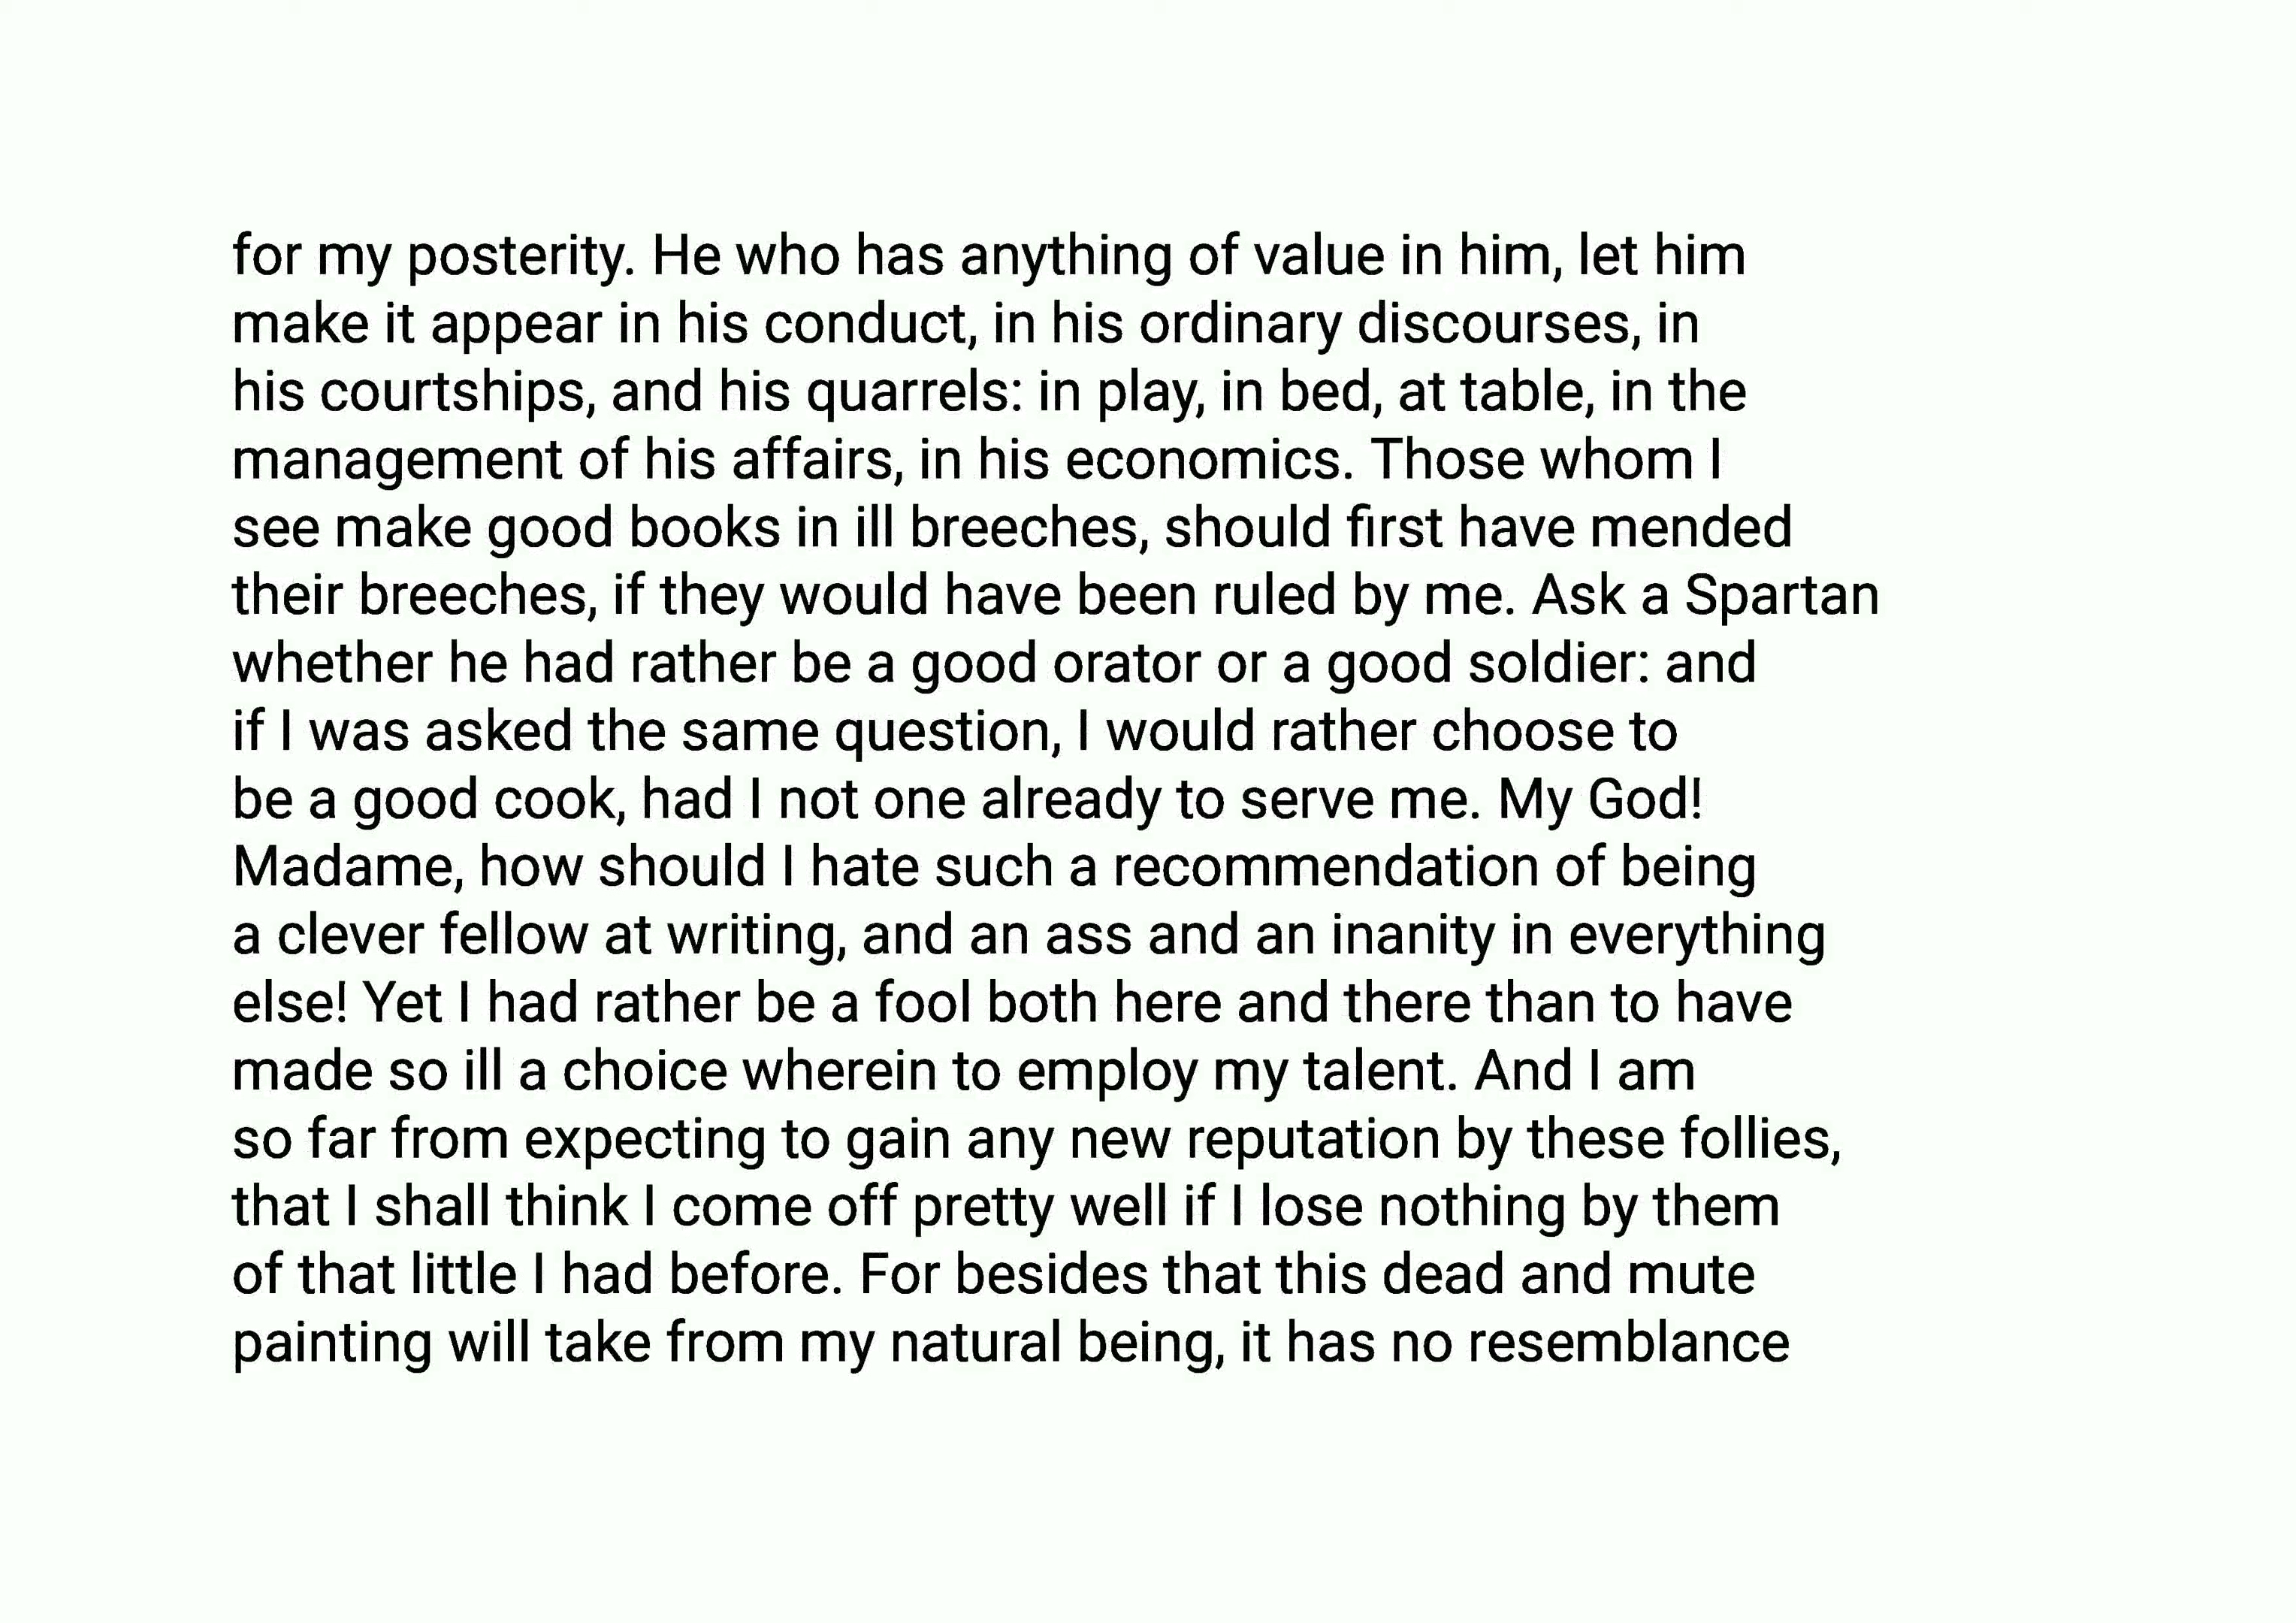 for my posterity. He who has anything of value in him, let him
make it appear in his conduct, in his ordinary discourses, in
his courtships, and his quarrels: in play, in bed, at table, in the
management of his affairs, in his economics. Those whom I
see make good books in ill breeches, should first have mended
their breeches, if they would have been ruled by me. Ask a Spartan
whether he had rather be a good orator or a good soldier: and
if I was asked the same question, I would rather choose to
be a good cook, had I not one already to serve me. My God!
Madame, how should I hate such a recommendation of being
a clever fellow at writing, and an ass and an inanity in everything
else! Yet I had rather be a fool both here and there than to have
made so ill a choice wherein to employ my talent. And I am
so far from expecting to gain any new reputation by these follies,
that I shall think I come off pretty well if I lose nothing by them
of that little I had before. For besides that this dead and mute
painting will take from my natural being, it has no resemblance